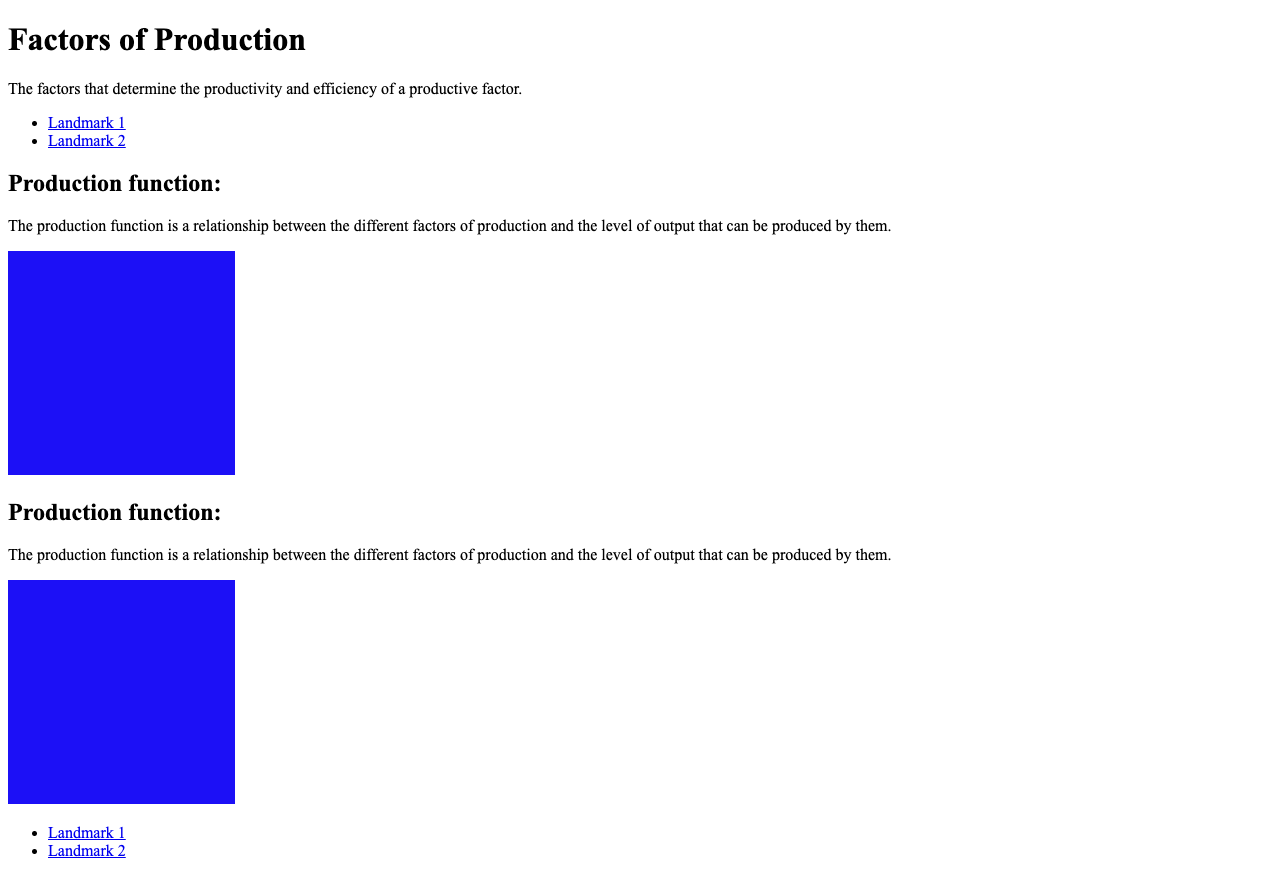 Factors of Production
The factors that determine the productivity and efficiency of a productive factor.
Landmark 1
Landmark 2
Production function:
The production function is a relationship between the different factors of production and the level of output that can be produced by them.
Production function:
The production function is a relationship between the different factors of production and the level of output that can be produced by them.
Landmark 1
Landmark 2